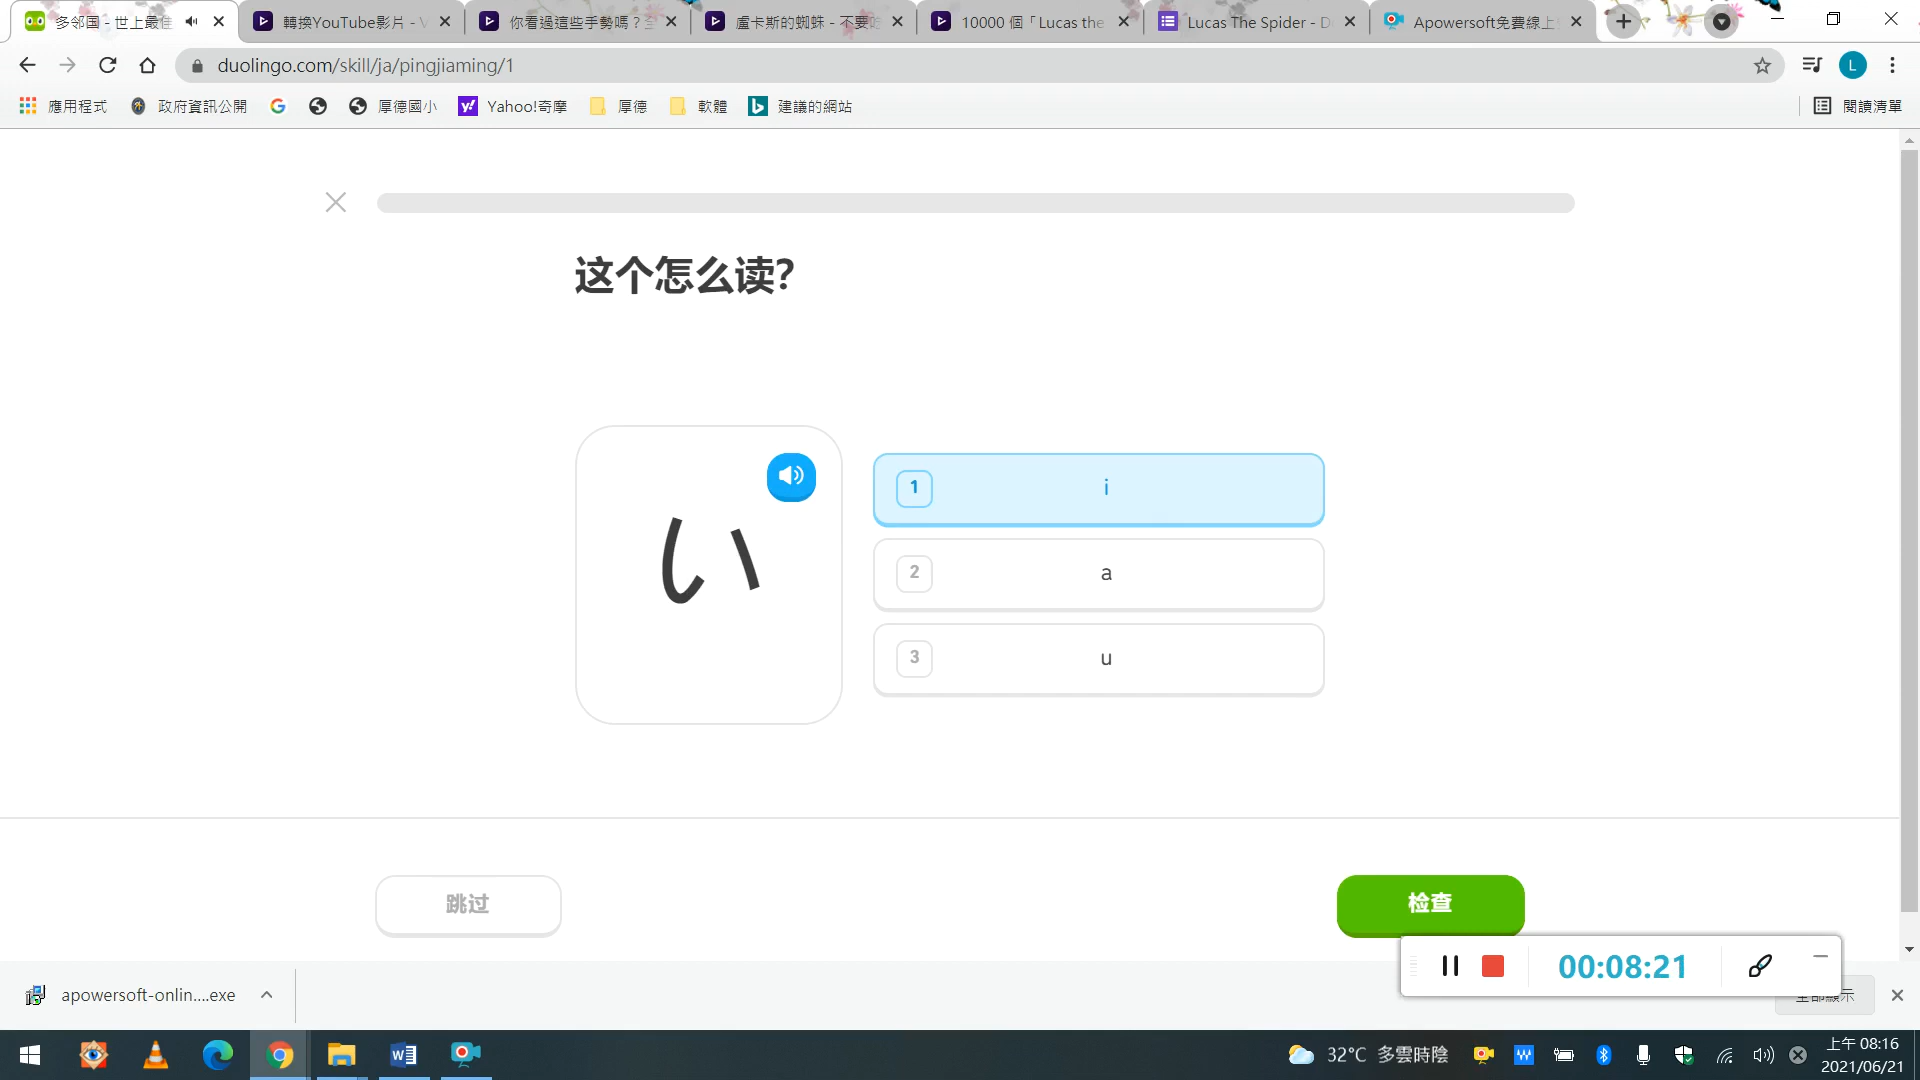 多邻国 - 世上最佳
轉換YouTube影片 - V
你看過這些手勢嗎？全
盧卡斯的蜘蛛 - 不要吃
10000 個「Lucas the
Lucas The Spider - D
Apowersoft免費線上
duolingo.com/skill/ja/pingjiaming/1
L
應用程式
政府資訊公開
厚德國小
Yahoo!奇摩
厚德
軟體
建議的網站
閱讀清單
这个怎么读?
い
1 i
2 a
3 u
跳过
检查
00:08:21
apowersoft-onlin....exe
全部顯示
32°C 多雲時陰
上午 08:16
2021/06/21